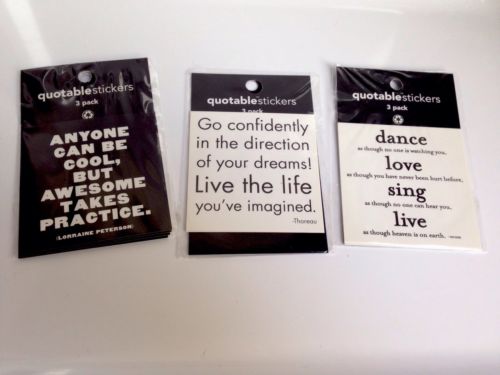 quotablestickers
3 pack
ANYONE
CAN BE
COOL,
BUT
AWESOME
TAKES
PRACTICE.
(LORRAINE PETERSON)
quotablestickers
3 pack
Go confidently
in the direction
of your dreams!
Live the life
you've imagined.
-Thoreau
quotablestickers
3 pack
dance
as though no one is watching you,
love
as though you have never been hurt before,
sing
as though no one can hear you,
live
as though heaven is on earth.